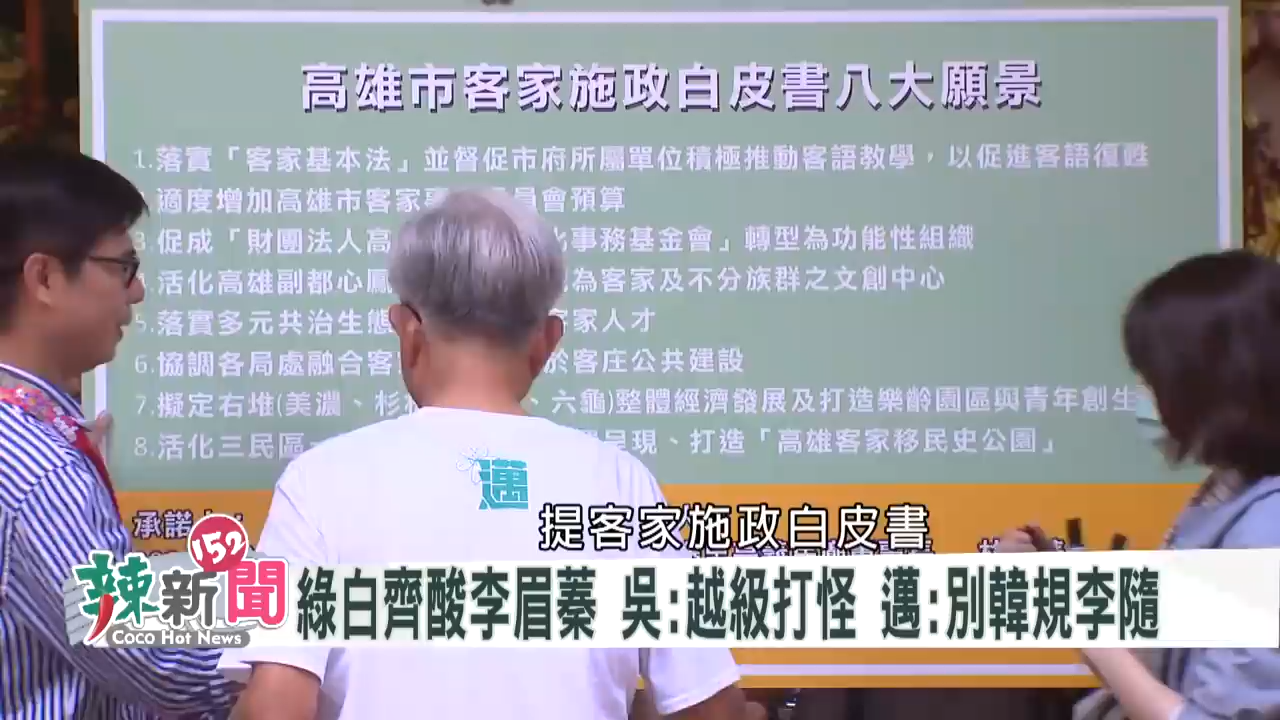 高雄市客家施政白皮書八大願景
1.落實「客家基本法」並督促市府所屬單位積極推動客語教學，以促進客語復甦
適度增加高雄市客家 員會預算
3.促成「財團法人高 事務基金會」轉型為功能性組織
活化高雄副都心鳳 為客家及不分族群之文創中心
5.落實多元共治生態 客家人才
6.協調各局處融合客 於客庄公共建設
7.擬定右堆(美濃、杉 、六龜)整體經濟發展及打造樂齡園區與青年創生
8.活化三民區 呈現、打造「高雄客家移民史公園」
邁
承諾
提客家施政白皮書
辣新聞 152
Coco Hot News
綠白齊酸李眉蓁 吳:越級打怪 邁:別韓規李隨